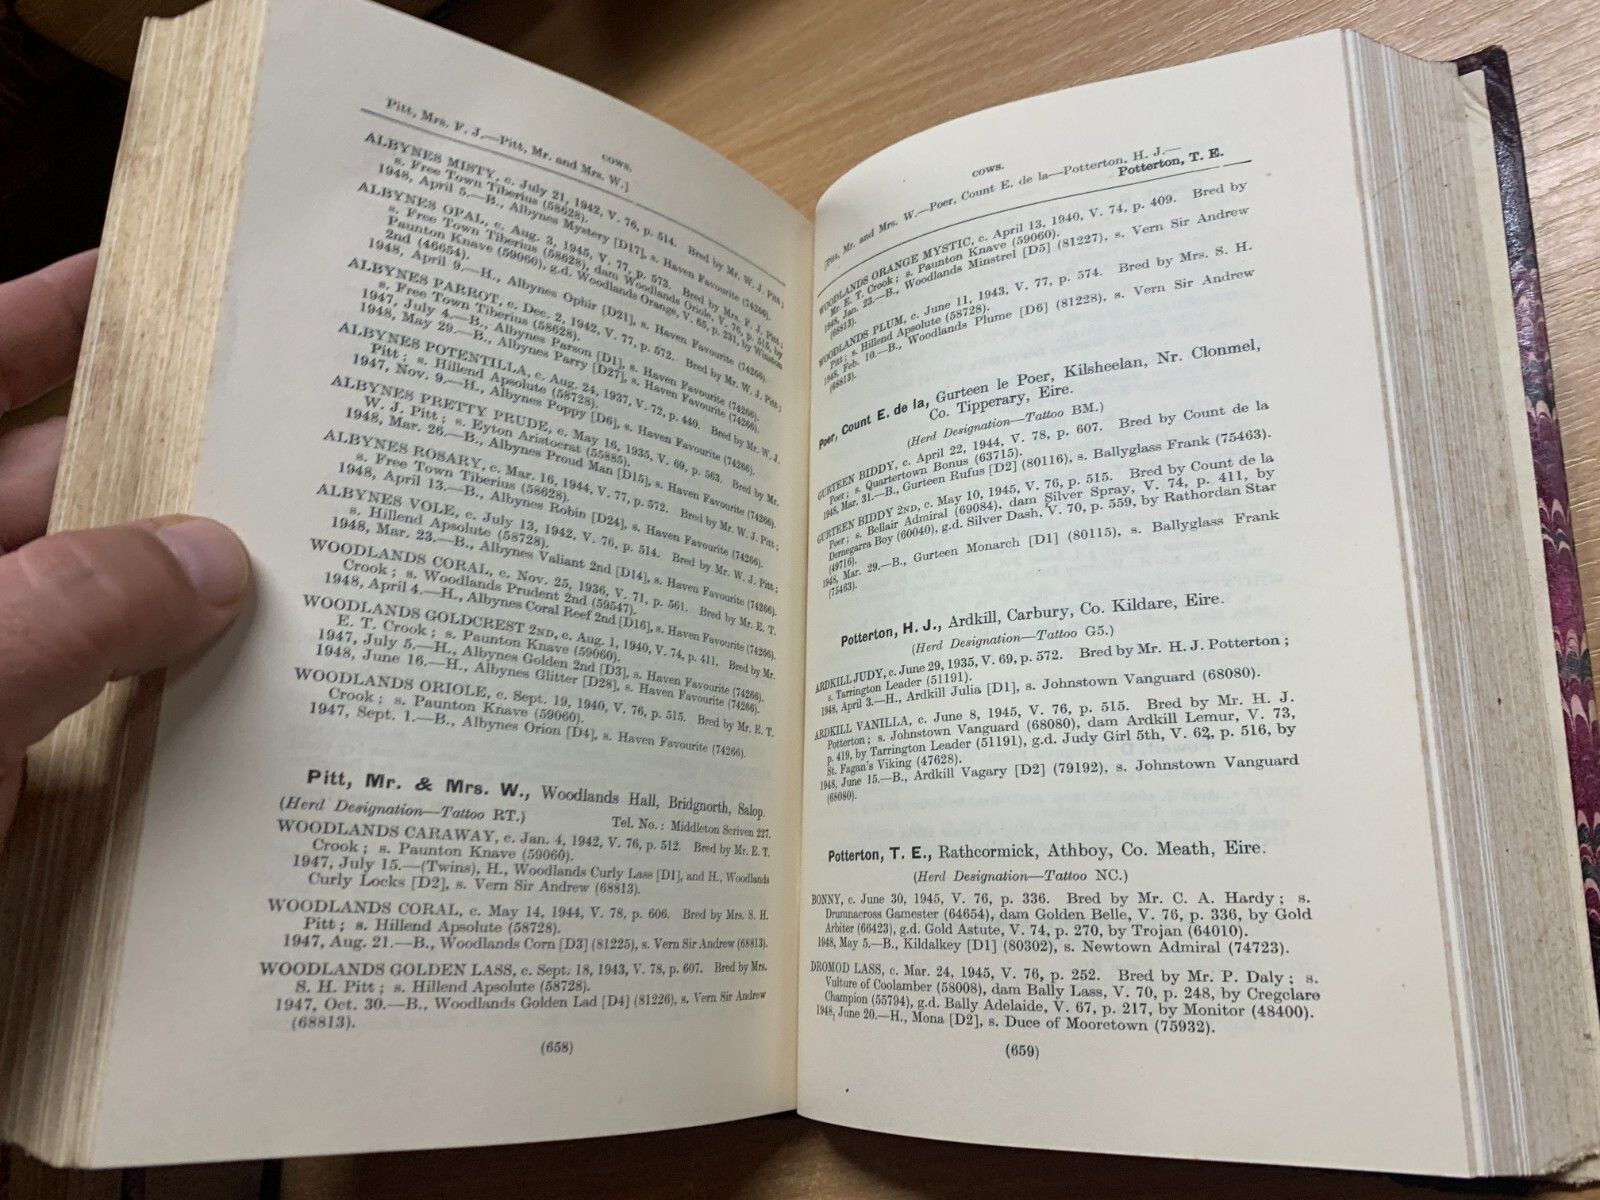 COWS.
Pitt, Mrs. F. J.—Pitt, Mr. and Mrs. W.]
ALBYNES MISTY, c. July 21, 1942, V. 76, p. 514. Bred by Mr. W. J. Pitt;
s. Free Town Tiberius (58628).
1948, April 5.—B., Albynes Mystery [D17], s. Haven Favourite (74266).
ALBYNES OPAL, c. Aug. 3, 1945, V. 77, p. 573. Bred by Mrs. F. J. Pitt;
s. Free Town Tiberius (58628), dam Woodlands Oriole, V. 76, p. 515, by
Paunton Knave (59066), g.d. Woodlands Orange, V. 65, p. 231, by Winston
2nd (46654).
1948, April 9.—H., Albynes Ophir [D21], s. Haven Favourite (74266).
ALBYNES PARROT, c. Dec. 2, 1942, V. 77, p. 572. Bred by Mr. W. J. Pitt;
s. Free Town Tiberius (58628).
1947, July 4.—B., Albynes Parson [D1], s. Haven Favourite (74266).
1948, May 29.—B., Albynes Parry [D27], s. Haven Favourite (74266).
ALBYNES POTENTILLA, c. Aug. 24, 1937, V. 72, p. 440. Bred by Mr. W. J.
Pitt; s. Hillend Apsolute (58728).
1947, Nov. 9.—H., Albynes Poppy [D6], s. Haven Favourite (74266).
ALBYNES PRETTY PRUDE, c. May 16, 1935, V. 69, p. 563. Bred by Mr.
W. J. Pitt; s. Eyton Aristocrat (55885).
1948, Mar. 26.—B., Albynes Proud Man [D15], s. Haven Favourite (74266).
ALBYNES ROSARY, c. Mar. 16, 1944, V. 77, p. 572. Bred by Mr. W. J. Pitt;
s. Free Town Tiberius (58628).
1948, April 13.—B., Albynes Robin [D24], s. Haven Favourite (74266).
ALBYNES VOLE, c. July 13, 1942, V. 76, p. 514. Bred by Mr. W. J. Pitt;
s. Hillend Apsolute (58728).
1948, Mar. 23.—B., Albynes Valiant 2nd [D14], s. Haven Favourite (74266).
WOODLANDS CORAL, c. Nov. 25, 1936, V. 71, p. 561. Bred by Mr. E. T.
Crook; s. Woodlands Prudent 2nd (59547).
1948, April 4.—H., Albynes Coral Reef 2nd [D16], s. Haven Favourite (74266).
WOODLANDS GOLDCREST 2ND, c. Aug. 1, 1940, V. 74, p. 411. Bred by Mr.
E. T. Crook; s. Paunton Knave (59060).
1947, July 5.—H., Albynes Golden 2nd [D3], s. Haven Favourite (74266).
1948, June 16.—H., Albynes Glitter [D28], s. Haven Favourite (74266).
WOODLANDS ORIOLE, c. Sept. 19, 1940, V. 76, p. 515. Bred by Mr. E. T.
Crook; s. Paunton Knave (59060).
1947, Sept. 1.—B., Albynes Orion [D4], s. Haven Favourite (74266).
Pitt, Mr. & Mrs. W., Woodlands Hall, Bridgnorth, Salop.
(Herd Designation—Tattoo RT.) Tel. No.: Middleton Scriven 227.
WOODLANDS CARAWAY, c. Jan. 4, 1942, V. 76, p. 512. Bred by Mr. E. T.
Crook; s. Paunton Knave (59060).
1947, July 15.—(Twins), H., Woodlands Curly Lass [D1], and H., Woodlands
Curly Locks [D2], s. Vern Sir Andrew (68813).
WOODLANDS CORAL, c. May 14, 1944, V. 78, p. 606. Bred by Mrs. S. H.
Pitt; s. Hillend Apsolute (58728).
1947, Aug. 21.—B., Woodlands Corn [D3] (81225), s. Vern Sir Andrew (68813).
WOODLANDS GOLDEN LASS, c. Sept. 18, 1943, V. 78, p. 607. Bred by Mrs.
S. H. Pitt; s. Hillend Apsolute (58728).
1947, Oct. 30.—B., Woodlands Golden Lad [D4] (81226), s. Vern Sir Andrew
(68813).
(658)
COWS.
[Pitt, Mr. and Mrs. W.—Poer, Count E. de la—Potterton, H. J.—
Potterton, T. E.
WOODLANDS ORANGE MYSTIC, c. April 13, 1940, V. 74, p. 409. Bred by
Mr. E. T. Crook; s. Paunton Knave (59060).
1948, Jan. 23.—B., Woodlands Minstrel [D5] (81227), s. Vern Sir Andrew
(68813).
WOODLANDS PLUM, c. June 11, 1943, V. 77, p. 574. Bred by Mrs. S. H.
Pitt; s. Hillend Apsolute (58728).
1948, Feb. 10.—B., Woodlands Plume [D6] (81228), s. Vern Sir Andrew
(68813).
Poer, Count E. de la, Gurteen le Poer, Kilsheelan, Nr. Clonmel,
Co. Tipperary, Eire.
(Herd Designation—Tattoo BM.)
GURTEEN BIDDY, c. April 22, 1944, V. 78, p. 607. Bred by Count de la
Poer; s. Quartertown Bonus (63715).
1948, Mar. 31.—B., Gurteen Rufus [D2] (80116), s. Ballyglass Frank (75463).
GURTEEN BIDDY 2ND, c. May 10, 1945, V. 76, p. 515. Bred by Count de la
Poer; s. Bellair Admiral (69084), dam Silver Spray, V. 74, p. 411, by
Dernegarra Boy (60040), g.d. Silver Dash, V. 70, p. 559, by Rathordan Star
(49716).
1948, Mar. 29.—B., Gurteen Monarch [D1] (80115), s. Ballyglass Frank
(75463).
Potterton, H. J., Ardkill, Carbury, Co. Kildare, Eire.
(Herd Designation—Tattoo G5.)
ARDKILL JUDY, c. June 29, 1935, V. 69, p. 572. Bred by Mr. H. J. Potterton;
s. Tarrington Leader (51191).
1948, April 3.—H., Ardkill Julia [D1], s. Johnstown Vanguard (68080).
ARDKILL VANILLA, c. June 8, 1945, V. 76, p. 515. Bred by Mr. H. J.
Potterton; s. Johnstown Vanguard (68080), dam Ardkill Lemur, V. 73,
p. 419, by Tarrington Leader (51191), g.d. Judy Girl 5th, V. 62, p. 516, by
St. Fagan's Viking (47628).
1948, June 15.—B., Ardkill Vagary [D2] (79192), s. Johnstown Vanguard
(68080).
Potterton, T. E., Rathcormick, Athboy, Co. Meath, Eire.
(Herd Designation—Tattoo NC.)
BONNY, c. June 30, 1945, V. 76, p. 336. Bred by Mr. C. A. Hardy; s.
Drumnacross Gamester (64654), dam Golden Belle, V. 76, p. 336, by Gold
Arbiter (66423), g.d. Gold Astute, V. 74, p. 270, by Trojan (64010).
1948, May 5.—B., Kildalkey [D1] (80302), s. Newtown Admiral (74723).
DROMOD LASS, c. Mar. 24, 1945, V. 76, p. 252. Bred by Mr. P. Daly; s.
Vulture of Coolamber (58008), dam Bally Lass, V. 70, p. 248, by Cregclare
Champion (55794), g.d. Bally Adelaide, V. 67, p. 217, by Monitor (48400).
1948, June 20.—H., Mona [D2], s. Duce of Mooretown (75932).
(659)